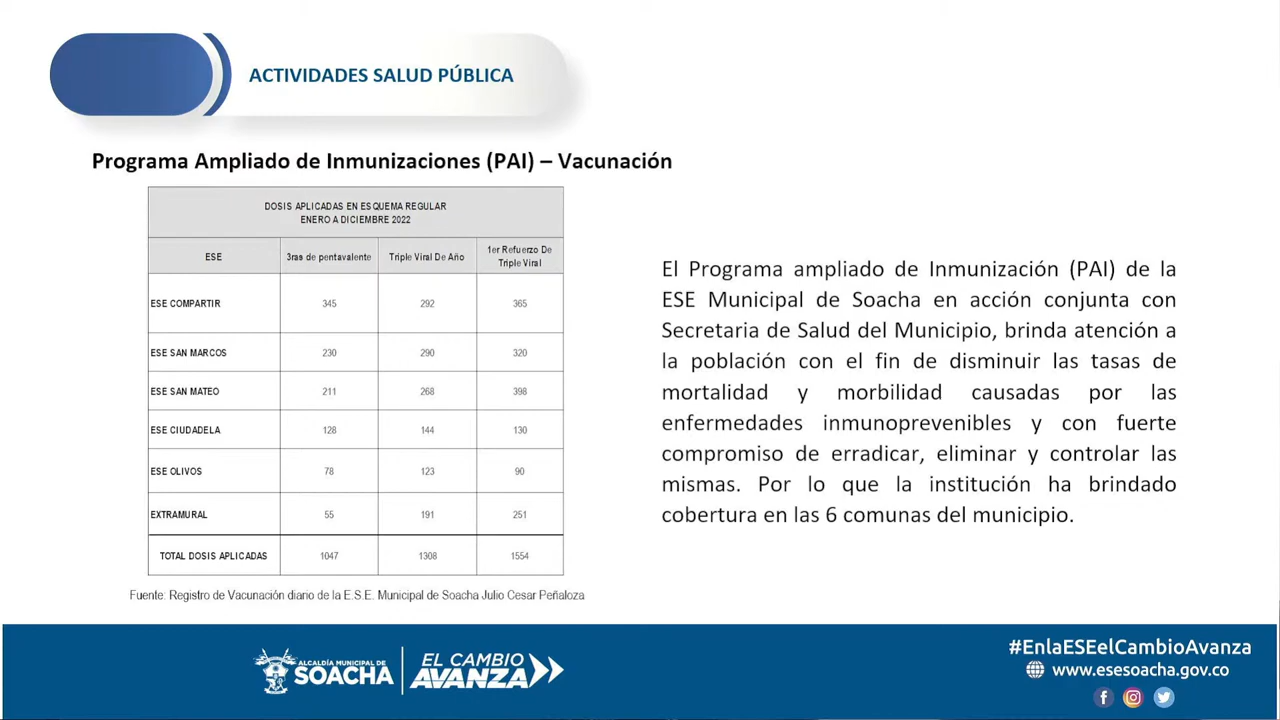 ACTIVIDADES SALUD PÚBLICA
Programa Ampliado de Inmunizaciones (PAI) – Vacunación
DOSIS APLICADAS EN ESQUEMA REGULAR
ENERO A DICIEMBRE 2022
ESE 3ras de pentavalente Triple Viral De Año 1er Refuerzo De Triple Viral
ESE COMPARTIR 345 292 365
ESE SAN MARCOS 230 290 320
ESE SAN MATEO 211 268 398
ESE CIUDADELA 128 144 130
ESE OLIVOS 78 123 90
EXTRAMURAL 55 191 251
TOTAL DOSIS APLICADAS 1047 1308 1554
Fuente: Registro de Vacunación diario de la E.S.E. Municipal de Soacha Julio Cesar Peñaloza
El Programa ampliado de Inmunización (PAI) de la
ESE Municipal de Soacha en acción conjunta con
Secretaria de Salud del Municipio, brinda atención a
la población con el fin de disminuir las tasas de
mortalidad y morbilidad causadas por las
enfermedades inmunoprevenibles y con fuerte
compromiso de erradicar, eliminar y controlar las
mismas. Por lo que la institución ha brindado
cobertura en las 6 comunas del municipio.
ALCALDÍA MUNICIPAL DE
SOACHA
EL CAMBIO
AVANZA
#EnlaESEelCambioAvanza
www.esesoacha.gov.co